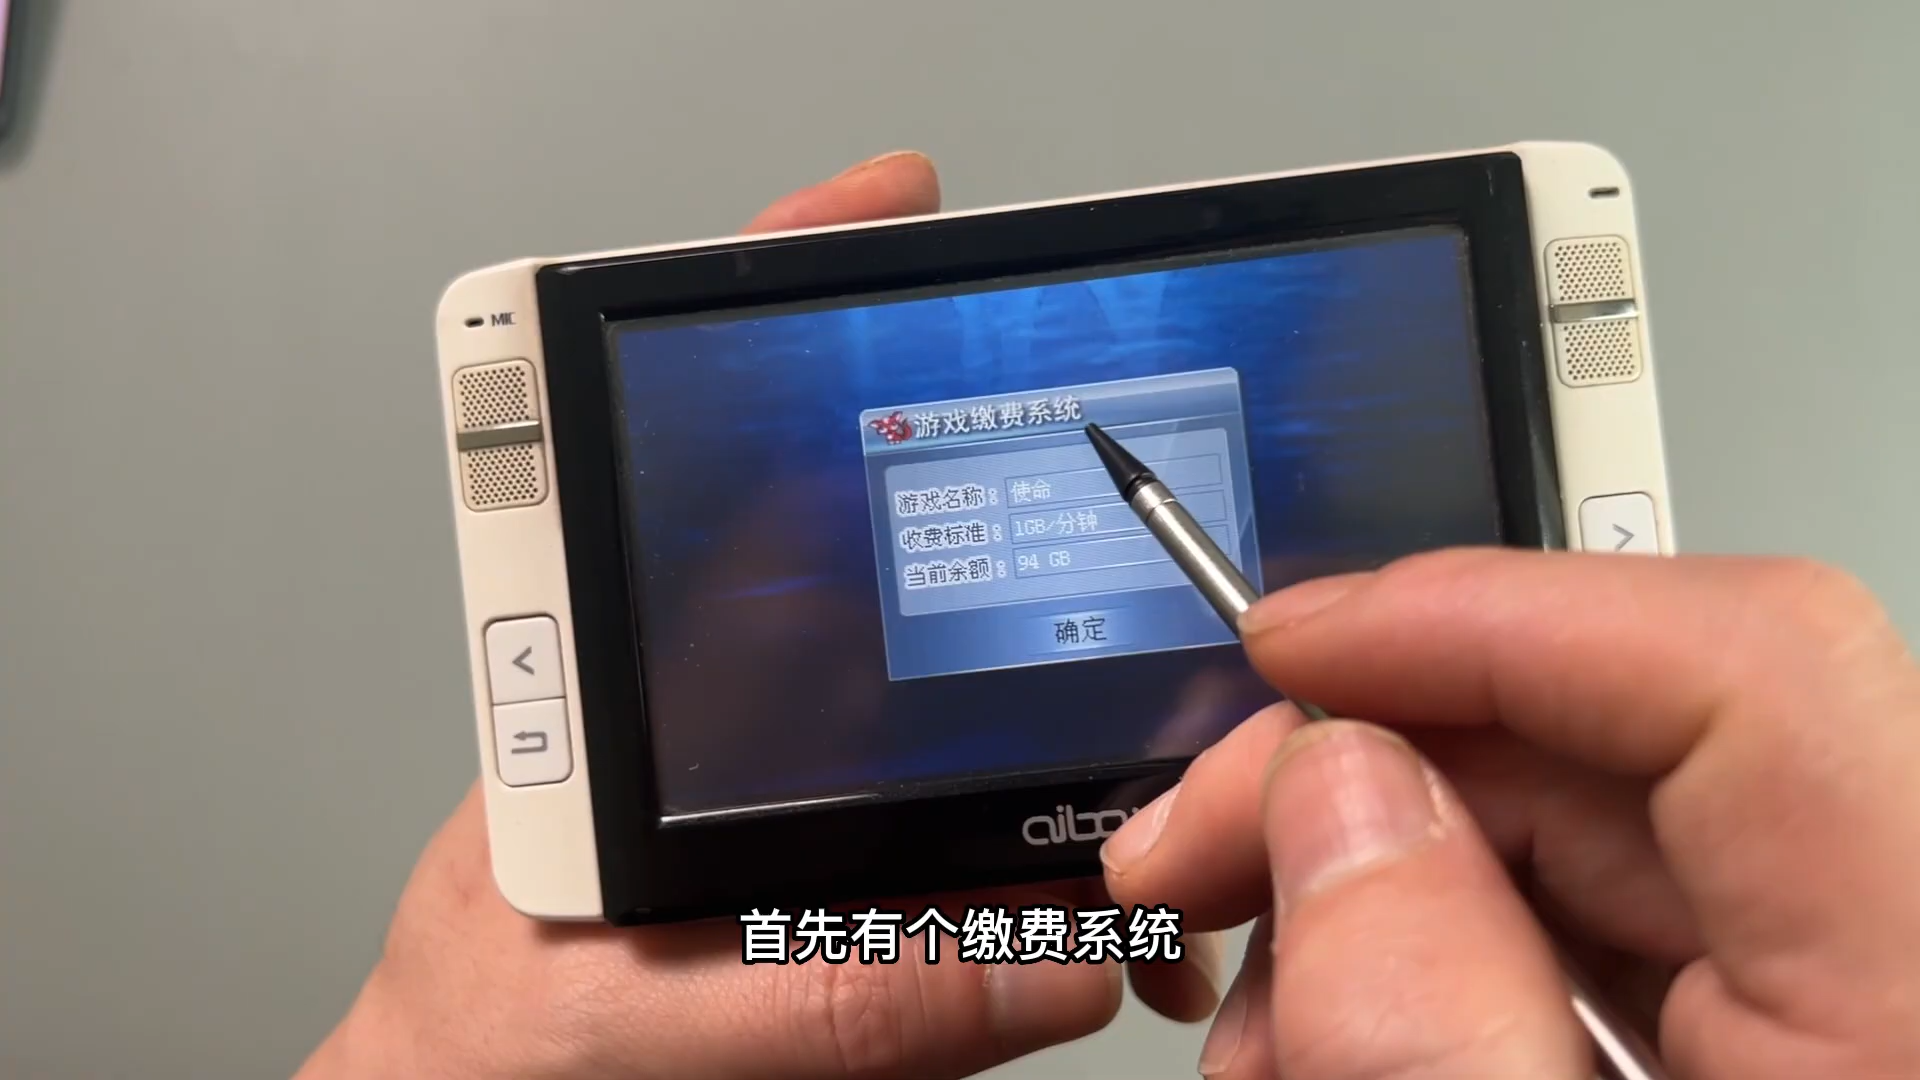 MIC
游戏缴费系统
游戏名称：使命
收费标准：1GB/分钟
当前余额：94 GB
确定
首先有个缴费系统